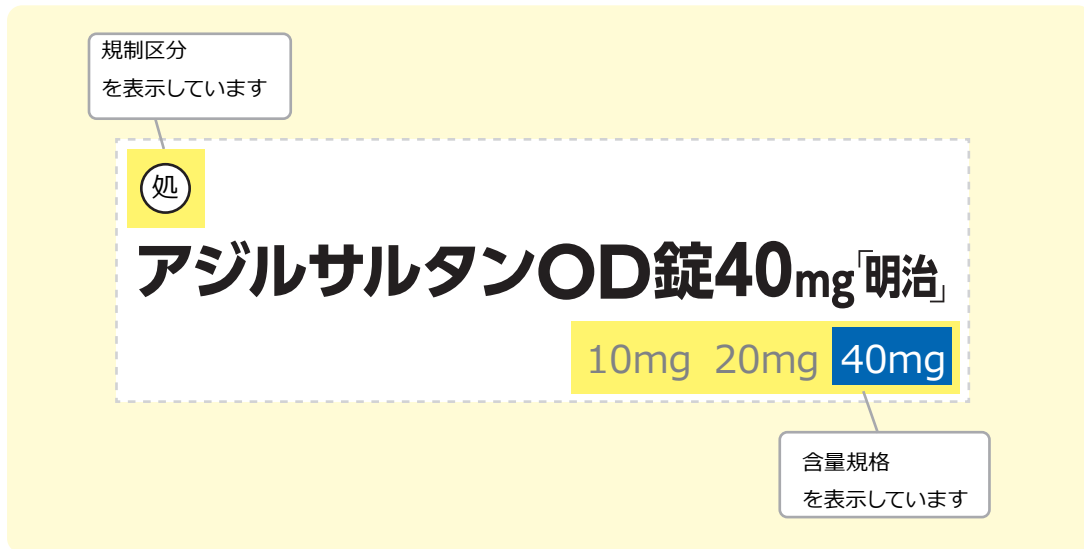 規制区分
を表示しています
処
アジルサルタンOD錠40mg「明治」
10mg 20mg 40mg
含量規格
を表示しています